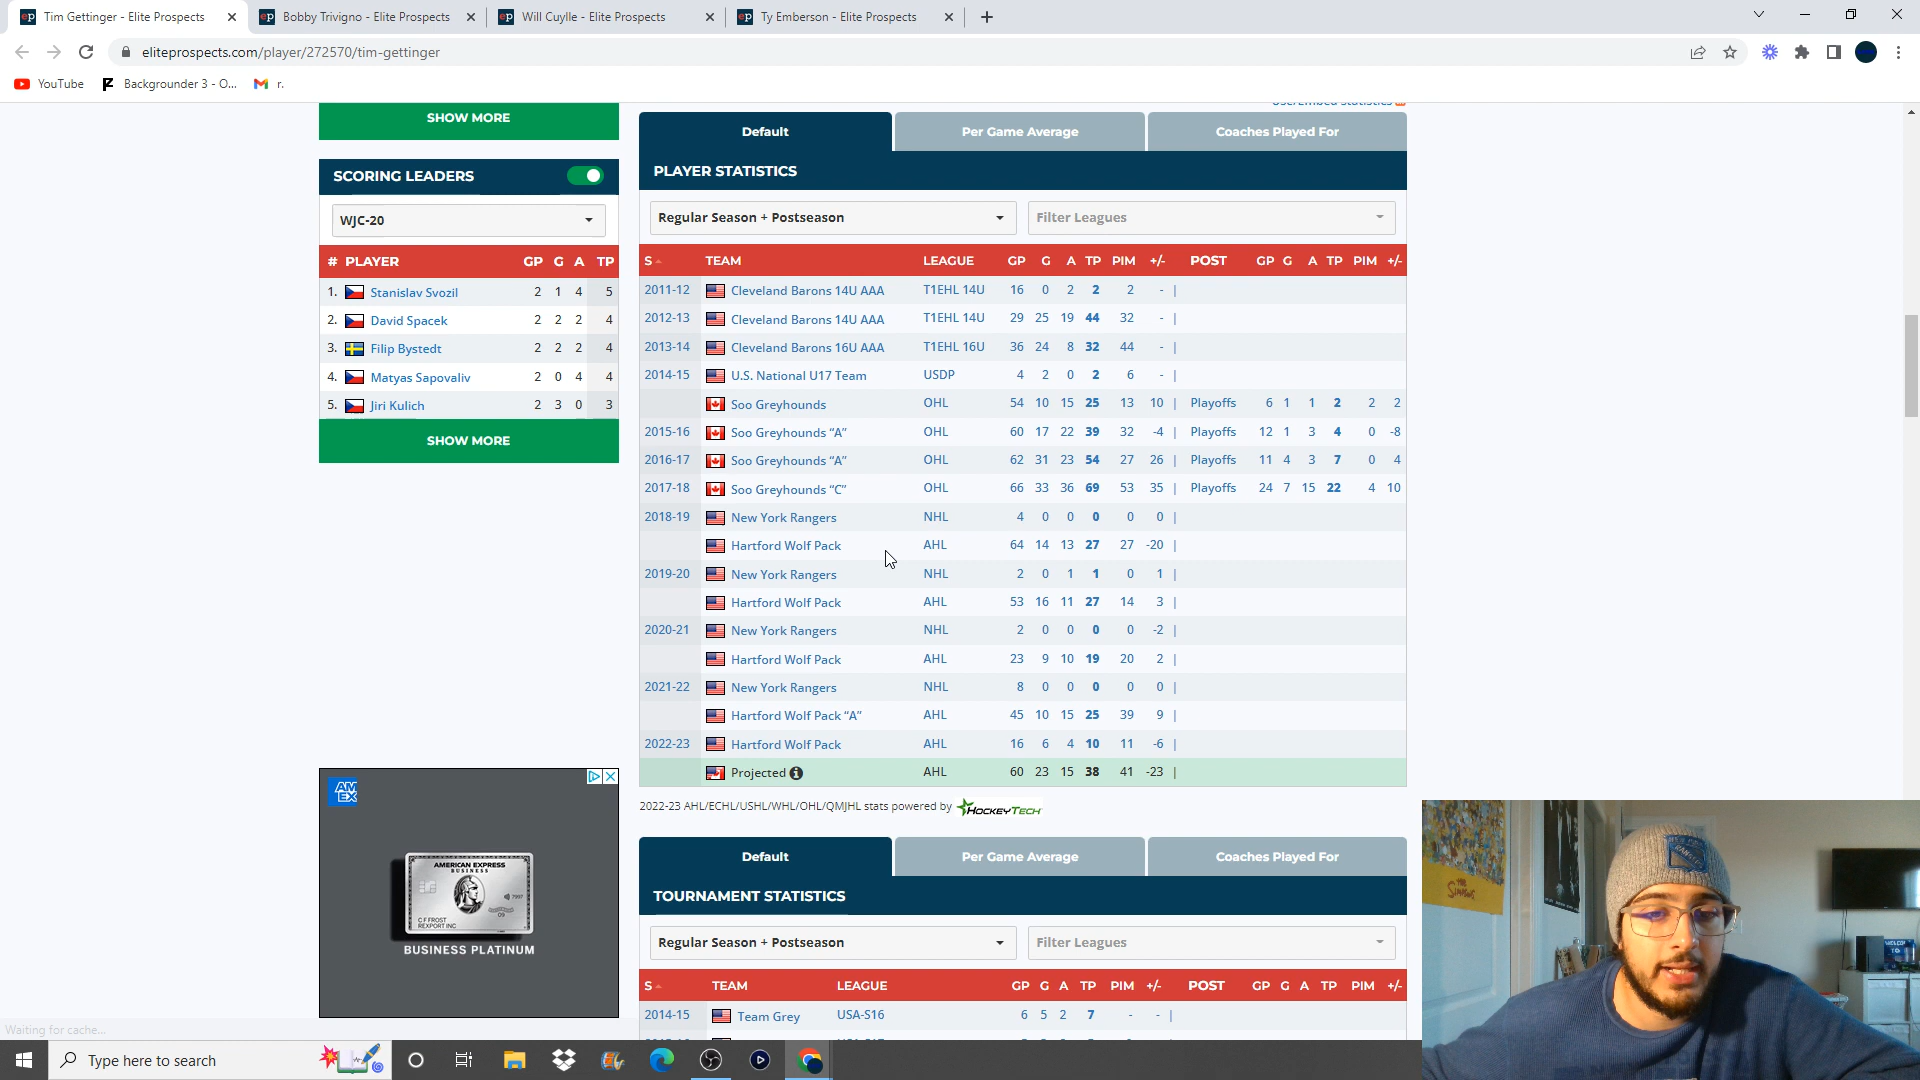 Tim Gettinger - Elite Prospects
Bobby Trivigno - Elite Prospects
Will Cuylle - Elite Prospects
Ty Emberson - Elite Prospects
eliteprospects.com/player/272570/tim-gettinger
YouTube
Backgrounder 3 - O...
r.
SHOW MORE
SCORING LEADERS
WJC-20
# PLAYER GP G A TP
1. Stanislav Svozil 2 1 4 5
2. David Spacek 2 2 2 4
3. Filip Bystedt 2 2 2 4
4. Matyas Sapovaliv 2 0 4 4
5. Jiri Kulich 2 3 0 3
SHOW MORE
AM EX
AMERICAN EXPRESS
BUSINESS
C F FROST
REXPORT INC
BUSINESS PLATINUM
Default Per Game Average Coaches Played For
PLAYER STATISTICS
Regular Season + Postseason Filter Leagues
S TEAM LEAGUE GP G A TP PIM +/- POST GP G A TP PIM +/-
2011-12 Cleveland Barons 14U AAA T1EHL 14U 16 0 2 2 2 - |
2012-13 Cleveland Barons 14U AAA T1EHL 14U 29 25 19 44 32 - |
2013-14 Cleveland Barons 16U AAA T1EHL 16U 36 24 8 32 44 - |
2014-15 U.S. National U17 Team USDP 4 2 0 2 6 - |
Soo Greyhounds OHL 54 10 15 25 13 10 | Playoffs 6 1 1 2 2 2
2015-16 Soo Greyhounds “A” OHL 60 17 22 39 32 -4 | Playoffs 12 1 3 4 0 -8
2016-17 Soo Greyhounds “A” OHL 62 31 23 54 27 26 | Playoffs 11 4 3 7 0 4
2017-18 Soo Greyhounds “C” OHL 66 33 36 69 53 35 | Playoffs 24 7 15 22 4 10
2018-19 New York Rangers NHL 4 0 0 0 0 0 |
Hartford Wolf Pack AHL 64 14 13 27 27 -20 |
2019-20 New York Rangers NHL 2 0 1 1 0 1 |
Hartford Wolf Pack AHL 53 16 11 27 14 3 |
2020-21 New York Rangers NHL 2 0 0 0 0 -2 |
Hartford Wolf Pack AHL 23 9 10 19 20 2 |
2021-22 New York Rangers NHL 8 0 0 0 0 0 |
Hartford Wolf Pack “A” AHL 45 10 15 25 39 9 |
2022-23 Hartford Wolf Pack AHL 16 6 4 10 11 -6 |
Projected AHL 60 23 15 38 41 -23 |
2022-23 AHL/ECHL/USHL/WHL/OHL/QMJHL stats powered by HOCKEYTECH
Default Per Game Average Coaches Played For
TOURNAMENT STATISTICS
Regular Season + Postseason Filter Leagues
S TEAM LEAGUE GP G A TP PIM +/- POST GP G A TP PIM +/-
2014-15 Team Grey USA-S16 6 5 2 7 - - |
Waiting for cache...
Type here to search